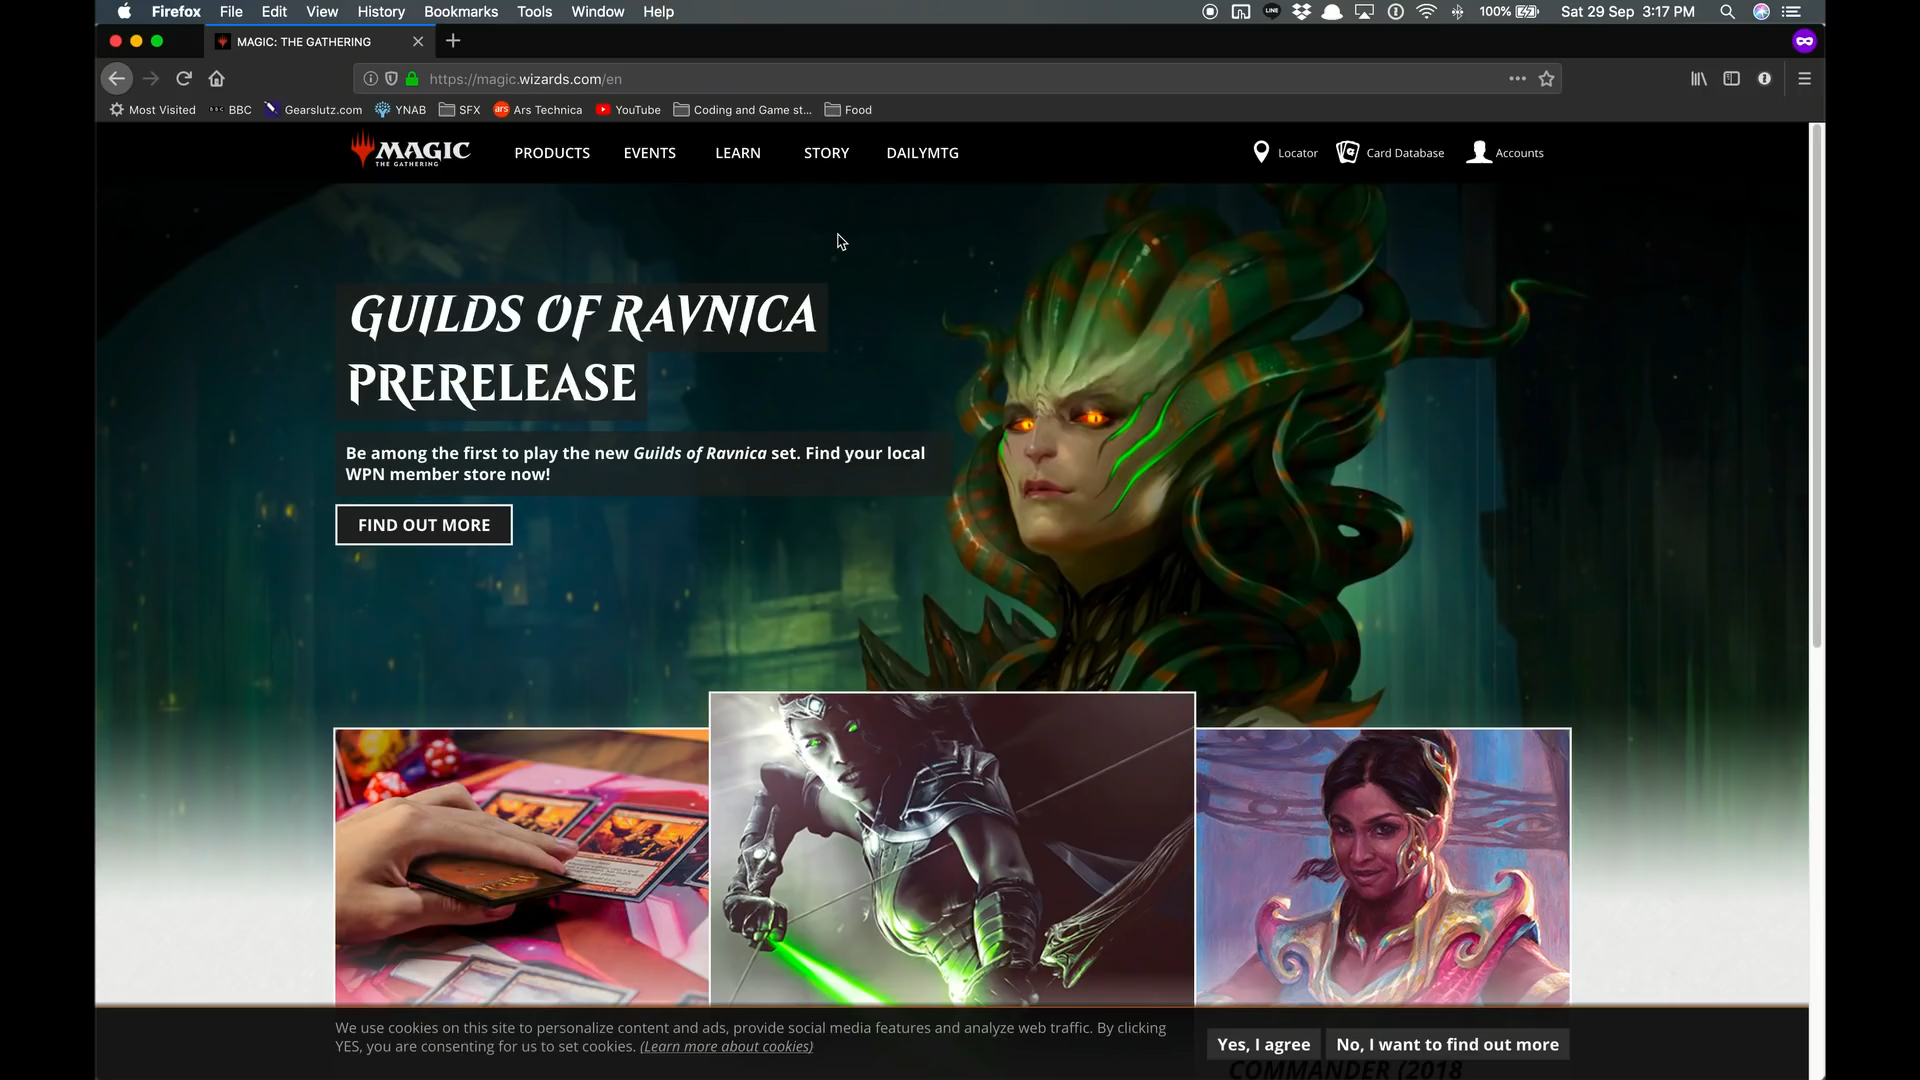 Firefox File Edit View History Bookmarks Tools Window Help
100% Sat 29 Sep 3:17 PM
MAGIC: THE GATHERING
https://magic.wizards.com/en
Most Visited BBC Gearslutz.com YNAB SFX Ars Technica YouTube Coding and Game st... Food
MAGIC
THE GATHERING
PRODUCTS EVENTS LEARN STORY DAILYMTG
Locator Card Database Accounts
GUILDS OF RAVNICA
PRERELEASE
Be among the first to play the new Guilds of Ravnica set. Find your local
WPN member store now!
FIND OUT MORE
We use cookies on this site to personalize content and ads, provide social media features and analyze web traffic. By clicking
YES, you are consenting for us to set cookies. (Learn more about cookies)
Yes, I agree
No, I want to find out more
COMMANDER (2018